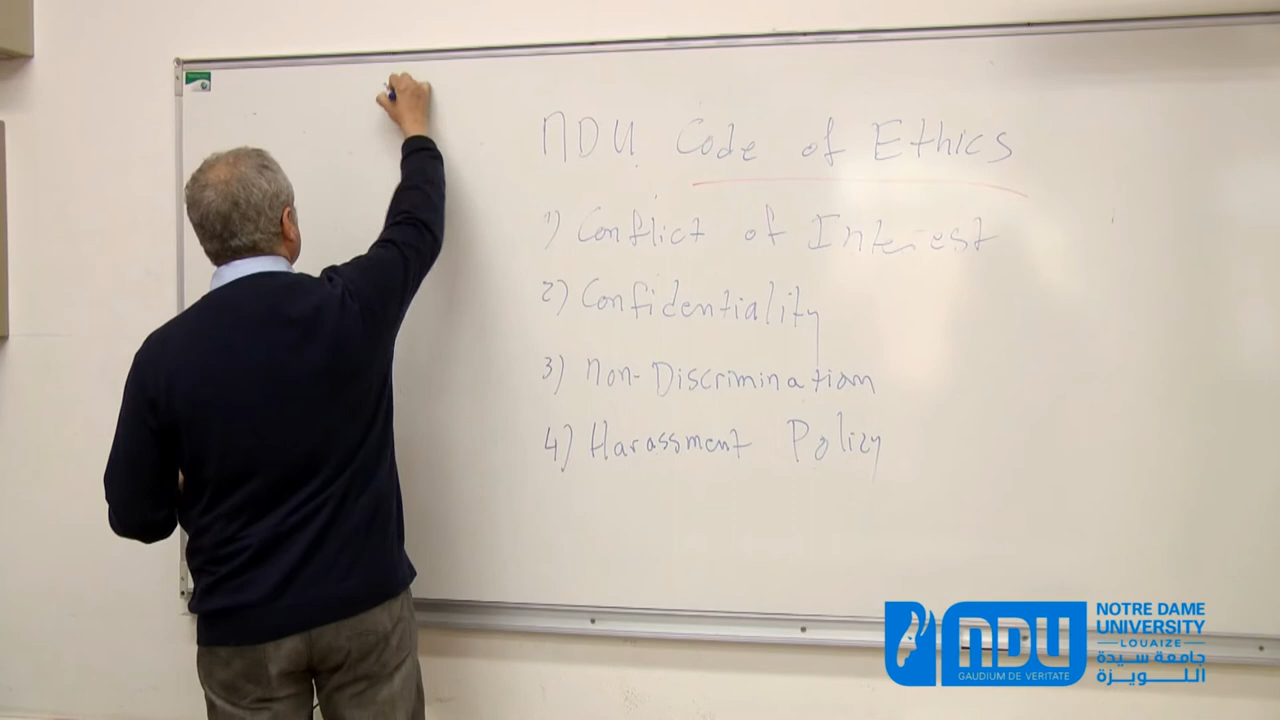 NDU Code of Ethics
1) Conflict of Interest
2) Confidentiality
3) Non-Discrimination
4) Harassment Policy
NDU
GAUDIUM DE VERITATE
NOTRE DAME
UNIVERSITY
LOUAIZE
جامعة سيدة
اللويزة